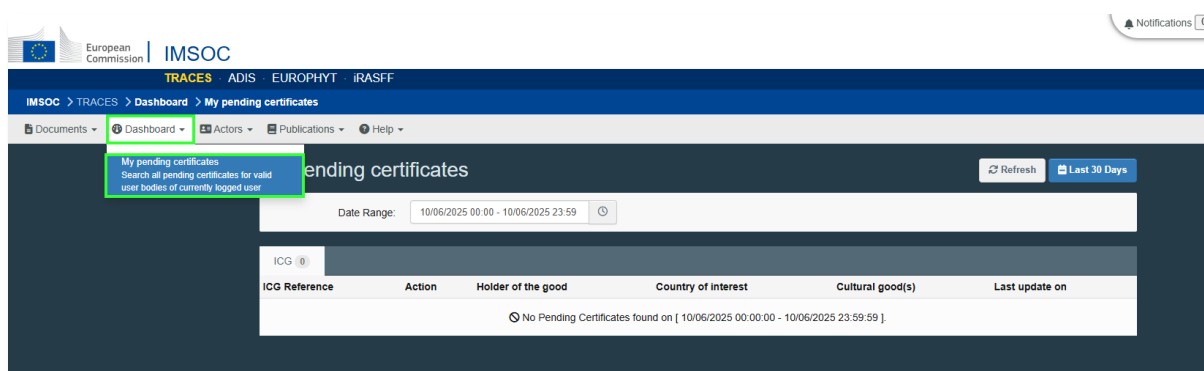 Notifications
European
Commission
IMSOC
TRACES · ADIS · EUROPHYT · iRASFF
IMSOC > TRACES > Dashboard > My pending certificates
Documents Dashboard Actors Publications Help
My pending certificates
Search all pending certificates for valid
user bodies of currently logged user
ending certificates
Refresh Last 30 Days
Date Range: 10/06/2025 00:00 - 10/06/2025 23:59
ICG 0
ICG Reference Action Holder of the good Country of interest Cultural good(s) Last update on
No Pending Certificates found on [ 10/06/2025 00:00:00 - 10/06/2025 23:59:59 ].